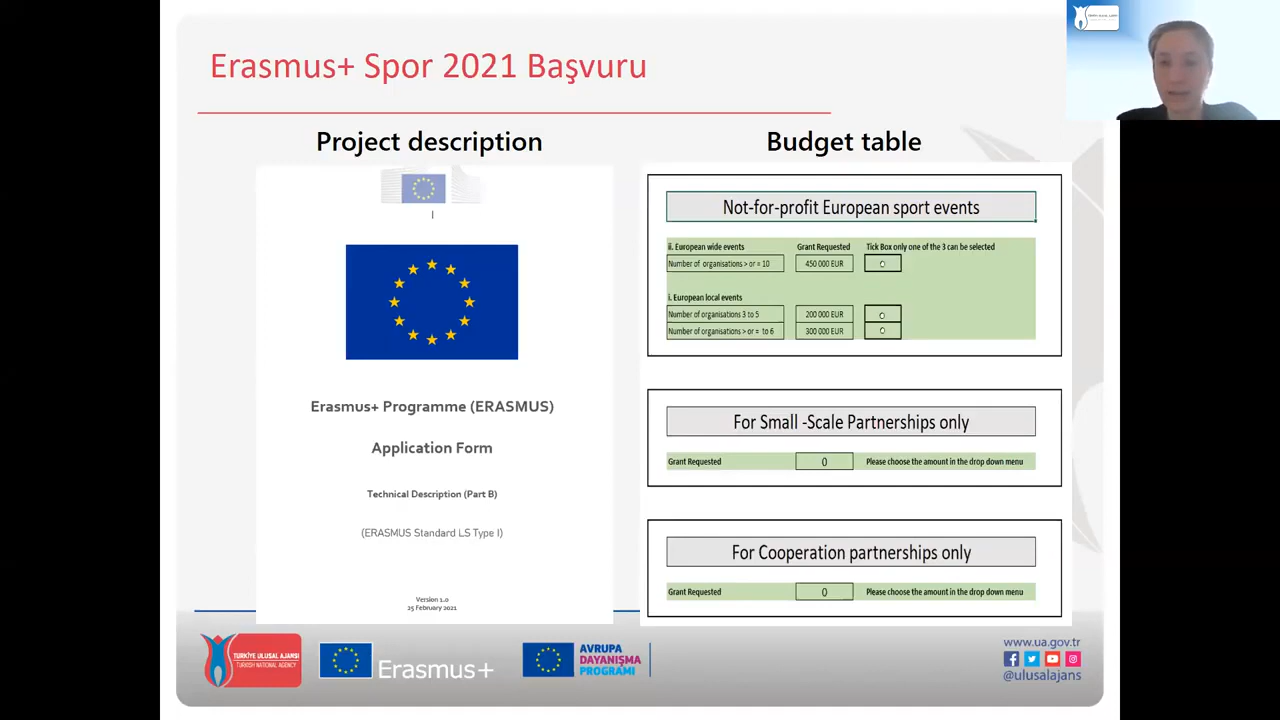 Erasmus+ Spor 2021 Başvuru
Project description
Budget table
Erasmus+ Programme (ERASMUS)
Application Form
Technical Description (Part B)
(ERASMUS Standard LS Type I)
Version 1.0
25 February 2021
Not-for-profit European sport events
ii. European wide events Grant Requested Tick Box only one of the 3 can be selected
Number of organisations > or = 10 450 000 EUR
i. European local events
Number of organisations 3 to 5 200 000 EUR
Number of organisations > or = to 6 300 000 EUR
For Small -Scale Partnerships only
Grant Requested 0 Please choose the amount in the drop down menu
For Cooperation partnerships only
Grant Requested 0 Please choose the amount in the drop down menu
TÜRKİYE ULUSAL AJANSI
TURKISH NATIONAL AGENCY
Erasmus+
AVRUPA
DAYANIŞMA
PROGRAMI
www.ua.gov.tr
@ulusalajans